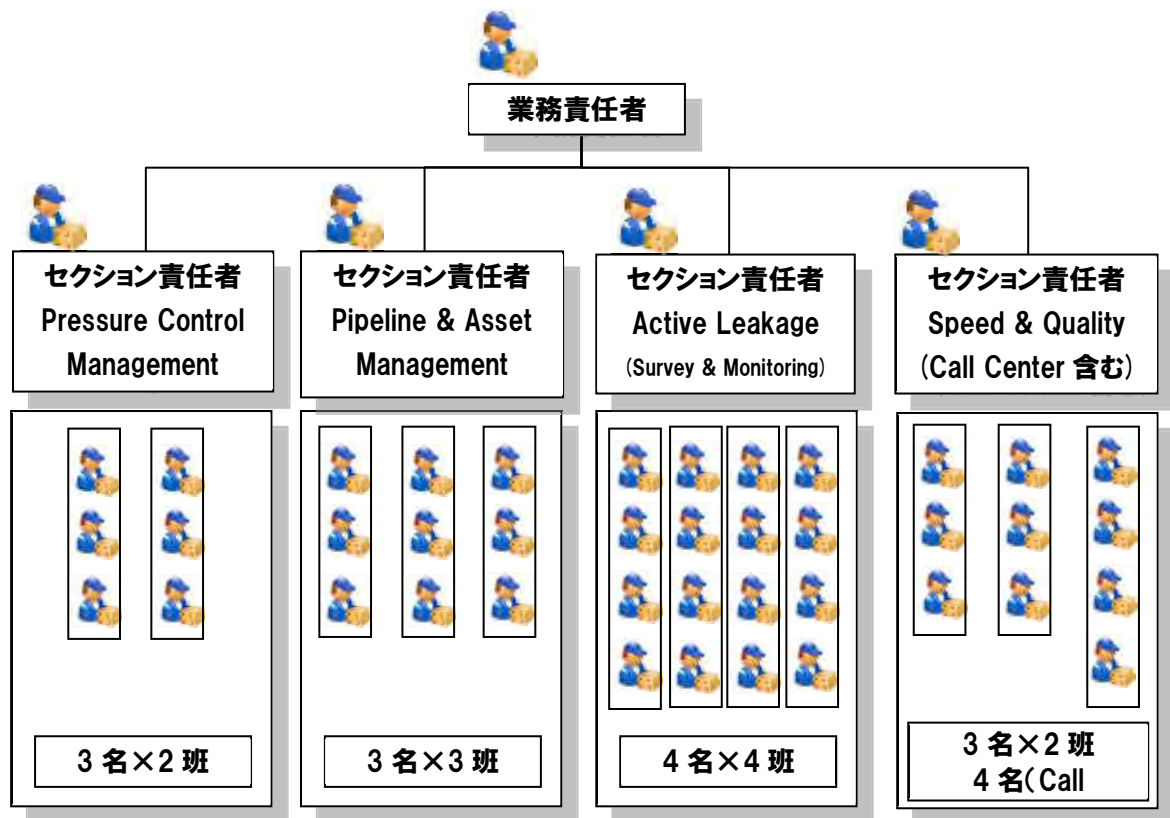 業務責任者
セクション責任者
Pressure Control
Management
セクション責任者
Pipeline & Asset
Management
セクション責任者
Active Leakage
(Survey & Monitoring)
セクション責任者
Speed & Quality
(Call Center 含む)
3 名×2 班
3 名×3 班
4 名×4 班
3 名×2 班
4 名(Call